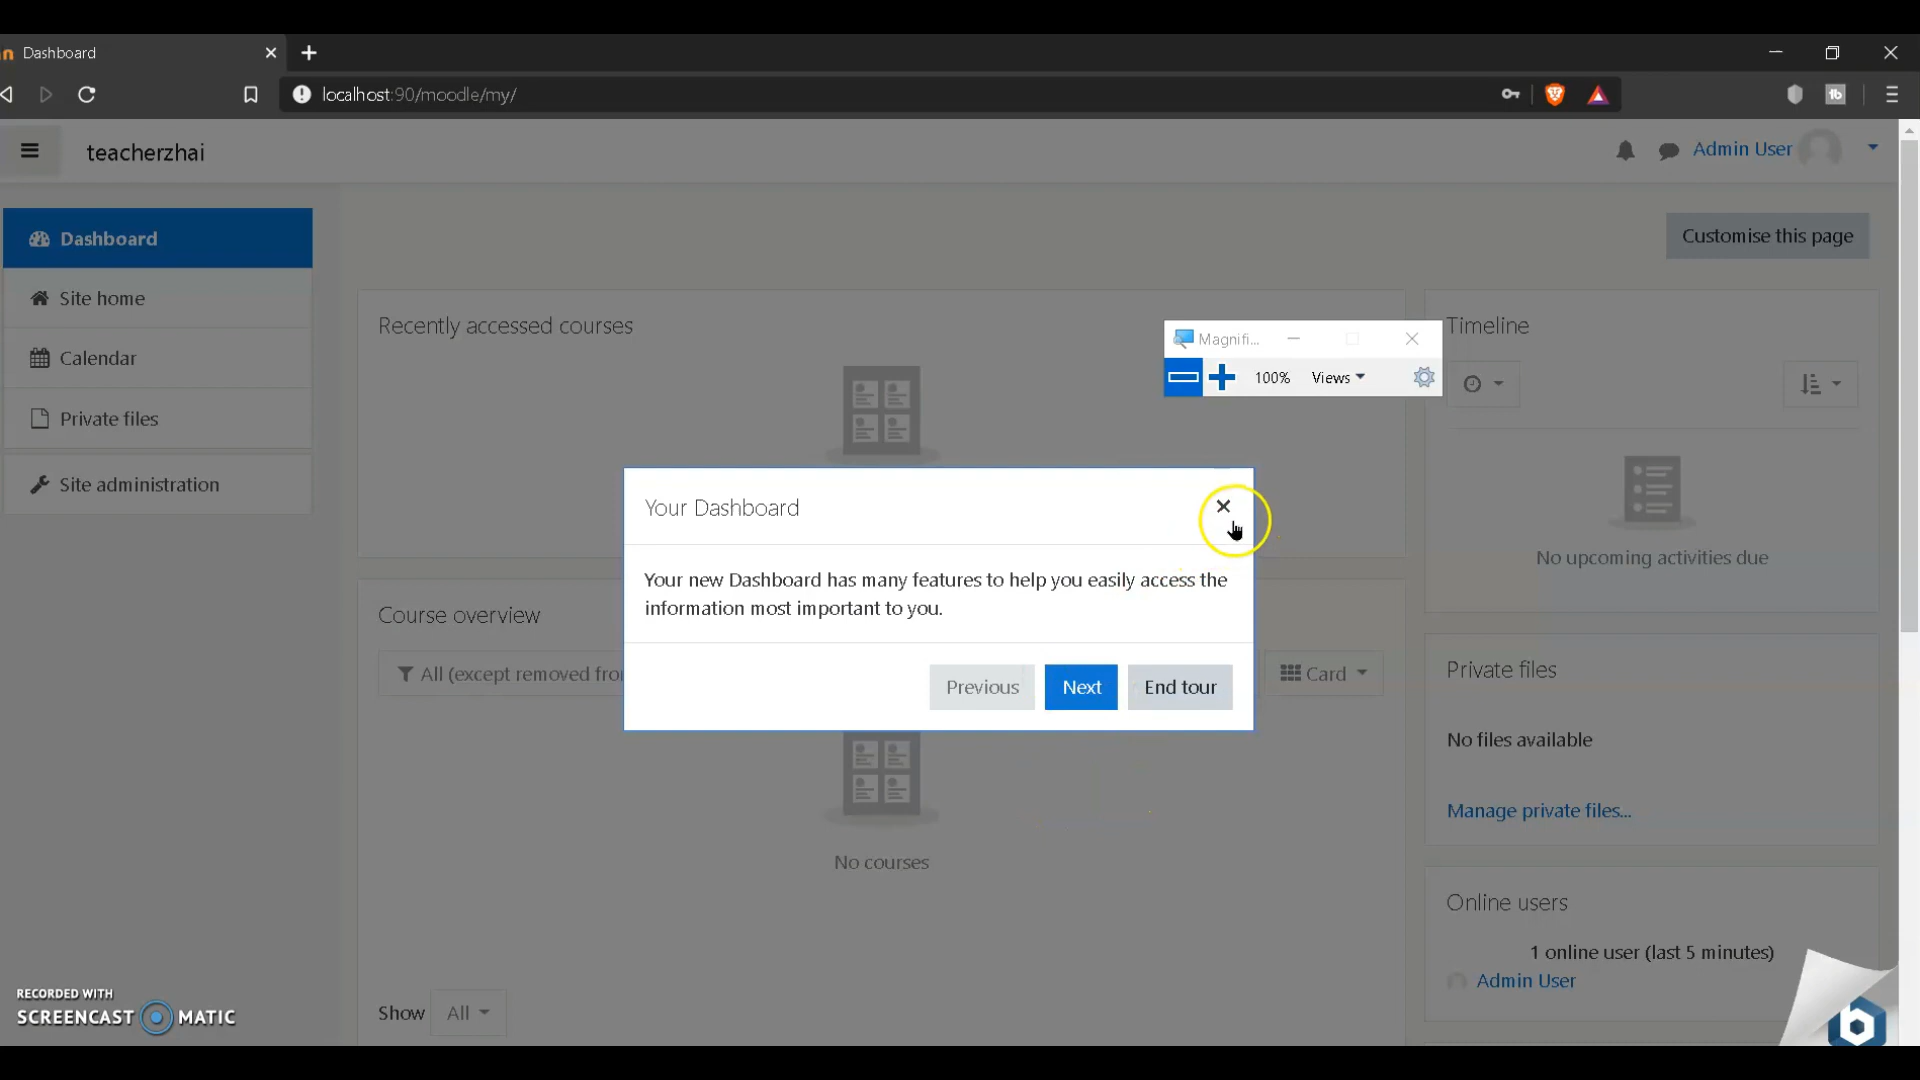 Dashboard
localhost:90/moodle/my/
teacherzhai
Admin User
Dashboard
Site home
Calendar
Private files
Site administration
Customise this page
Recently accessed courses
Magnifi...
100%
Views
Timeline
No upcoming activities due
Your Dashboard
Your new Dashboard has many features to help you easily access the
information most important to you.
Previous
Next
End tour
Course overview
All (except removed fro
Card
No courses
Show
All
Private files
No files available
Manage private files...
Online users
1 online user (last 5 minutes)
Admin User
RECORDED WITH
SCREENCAST MATIC